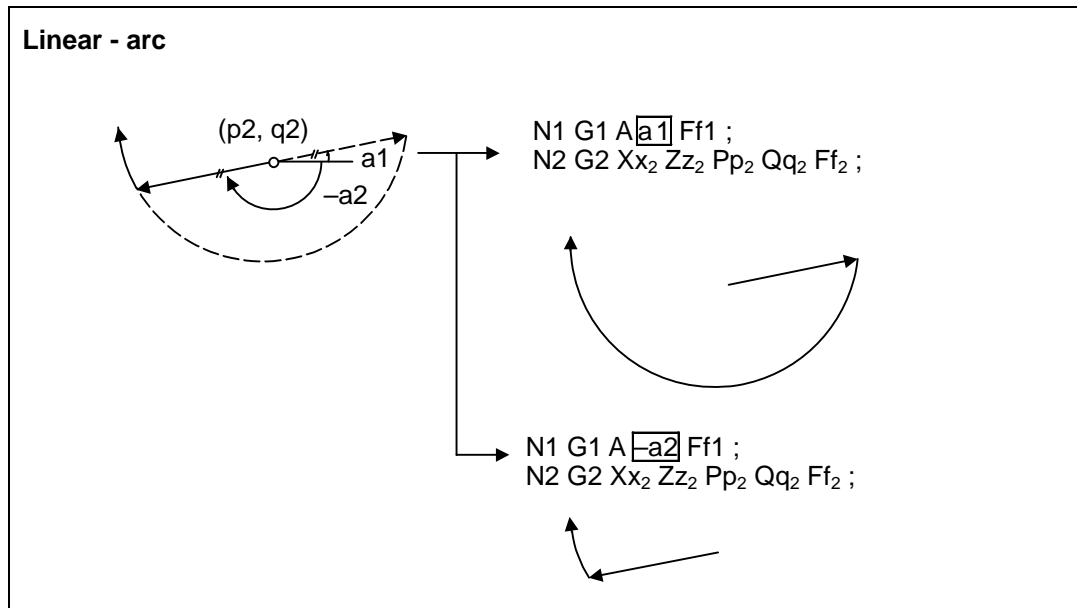 Linear - arc
(p2, q2)
a1
–a2
N1 G1 A a1 Ff1 ;
N2 G2 Xx₂ Zz₂ Pp₂ Qq₂ Ff₂ ;
N1 G1 A –a2 Ff1 ;
N2 G2 Xx₂ Zz₂ Pp₂ Qq₂ Ff₂ ;